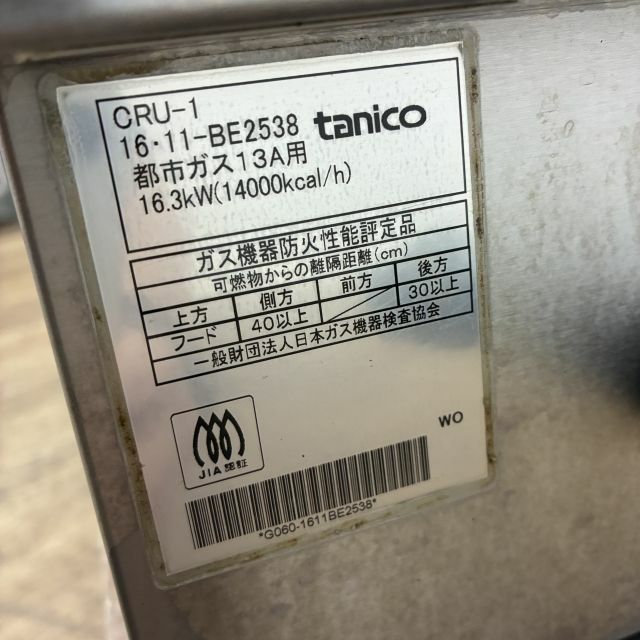 CRU-1
16・11-BE2538 tanico
都市ガス13A用
16.3kW(14000kcal/h)
ガス機器防火性能評定品
可燃物からの離隔距離(cm)
上方 側方 前方 後方
フード 40以上 30以上
一般財団法人日本ガス機器検査協会
JIA認証
WO
*G060-1611BE2538*